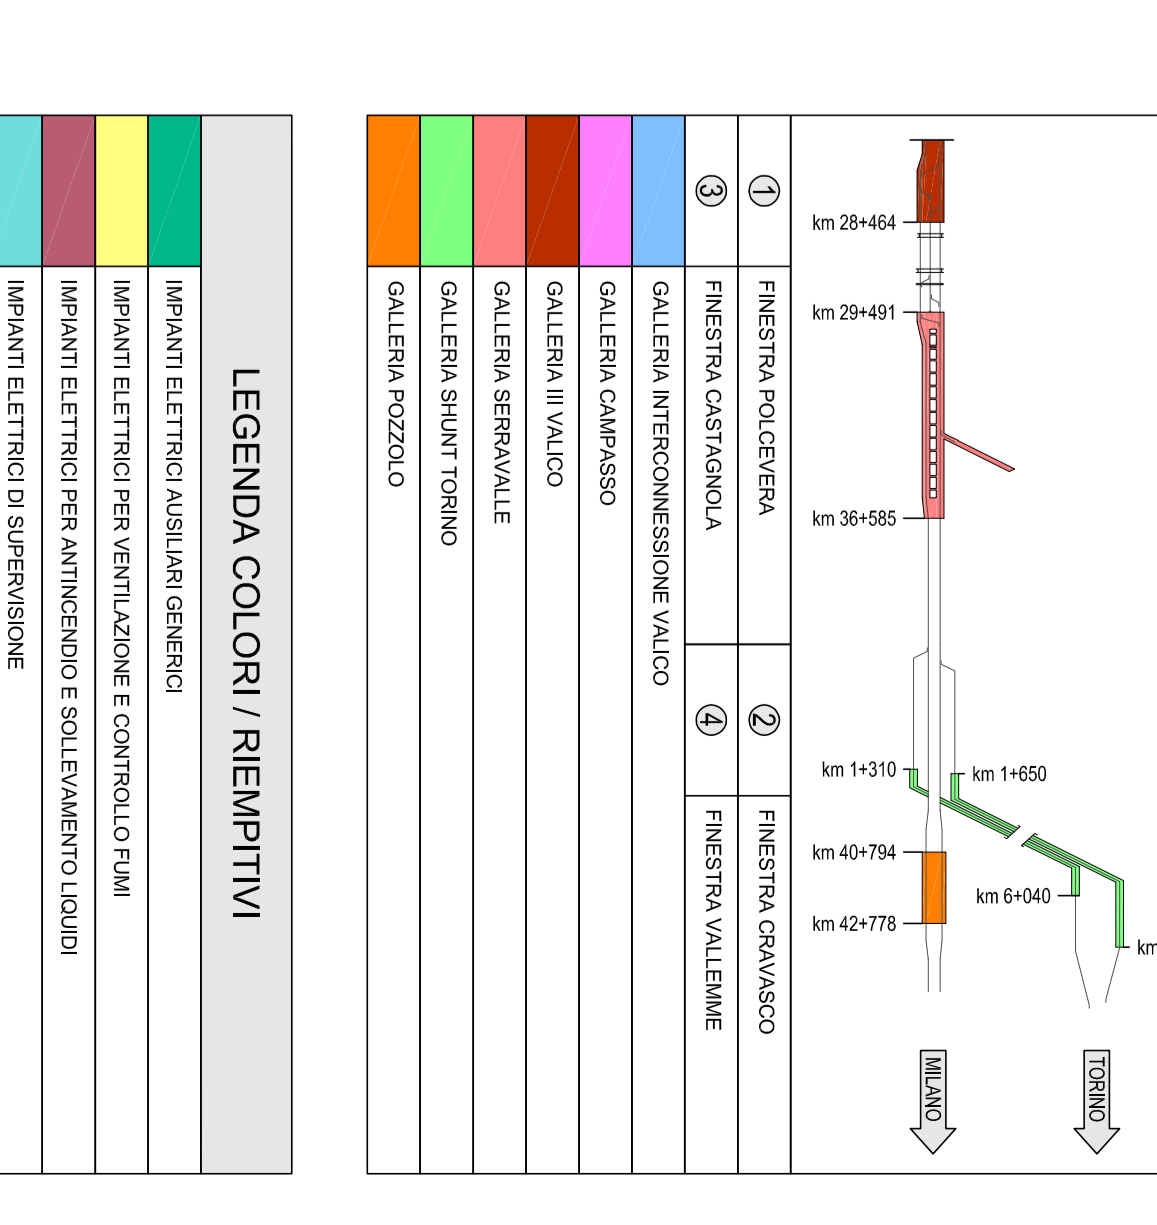 km 28+464
km 29+491
km 36+585
km 1+310
km 1+650
km 40+794
km 6+040
km 42+778
km
MILANO
TORINO
1 FINESTRA POLCEVERA
2 FINESTRA CRAVASCO
3 FINESTRA CASTAGNOLA
4 FINESTRA VALLEMME
GALLERIA INTERCONNESSIONE VALICO
GALLERIA CAMPASSO
GALLERIA III VALICO
GALLERIA SERRAVALLE
GALLERIA SHUNT TORINO
GALLERIA POZZOLO
LEGENDA COLORI / RIEMPITIVI
IMPIANTI ELETTRICI AUSILIARI GENERICI
IMPIANTI ELETTRICI PER VENTILAZIONE E CONTROLLO FUMI
IMPIANTI ELETTRICI PER ANTINCENDIO E SOLLEVAMENTO LIQUIDI
IMPIANTI ELETTRICI DI SUPERVISIONE